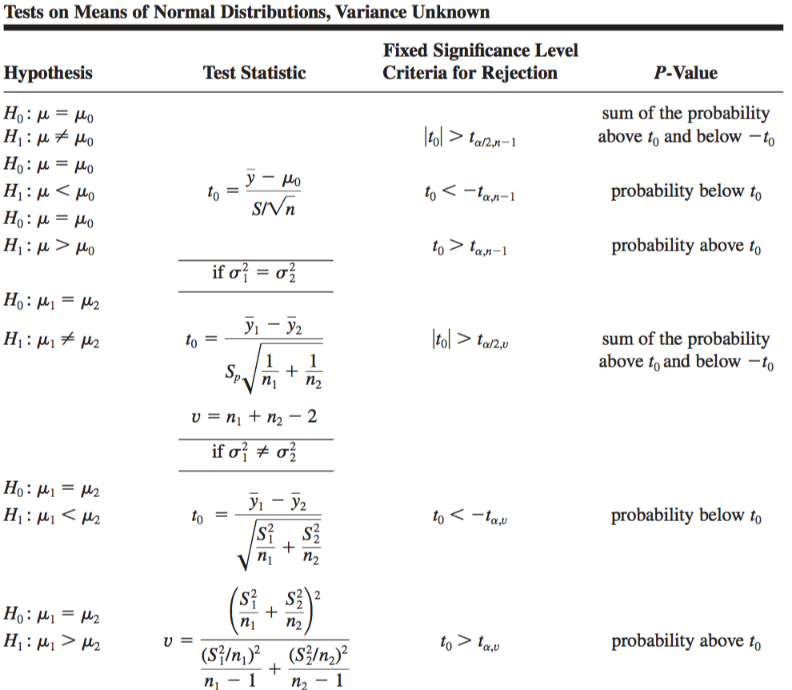 Tests on Means of Normal Distributions, Variance Unknown
Fixed Significance Level
Hypothesis Test Statistic Criteria for Rejection P-Value
H₀: μ = μ₀ sum of the probability
H₁: μ ≠ μ₀ |t₀| > t_{α/2,n−1} above t₀ and below −t₀
H₀: μ = μ₀
H₁: μ < μ₀ t₀ = (ȳ − μ₀) / (S/√n) t₀ < −t_{α,n−1} probability below t₀
H₀: μ = μ₀
H₁: μ > μ₀ t₀ > t_{α,n−1} probability above t₀
if σ₁² = σ₂²
H₀: μ₁ = μ₂
H₁: μ₁ ≠ μ₂ t₀ = (ȳ₁ − ȳ₂) / (S_p √(1/n₁ + 1/n₂)) |t₀| > t_{α/2,υ} sum of the probability
above t₀ and below −t₀
υ = n₁ + n₂ − 2
if σ₁² ≠ σ₂²
H₀: μ₁ = μ₂
H₁: μ₁ < μ₂ t₀ = (ȳ₁ − ȳ₂) / √(S₁²/n₁ + S₂²/n₂) t₀ < −t_{α,υ} probability below t₀
H₀: μ₁ = μ₂
H₁: μ₁ > μ₂ υ = (S₁²/n₁ + S₂²/n₂)² / ((S₁²/n₁)²/(n₁ − 1) + (S₂²/n₂)²/(n₂ − 1)) t₀ > t_{α,υ} probability above t₀